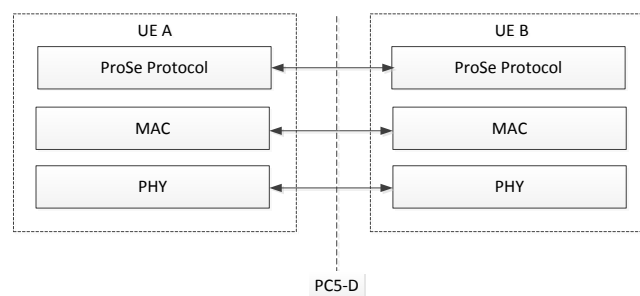 UE A
UE B
ProSe Protocol
ProSe Protocol
MAC
MAC
PHY
PHY
PC5-D